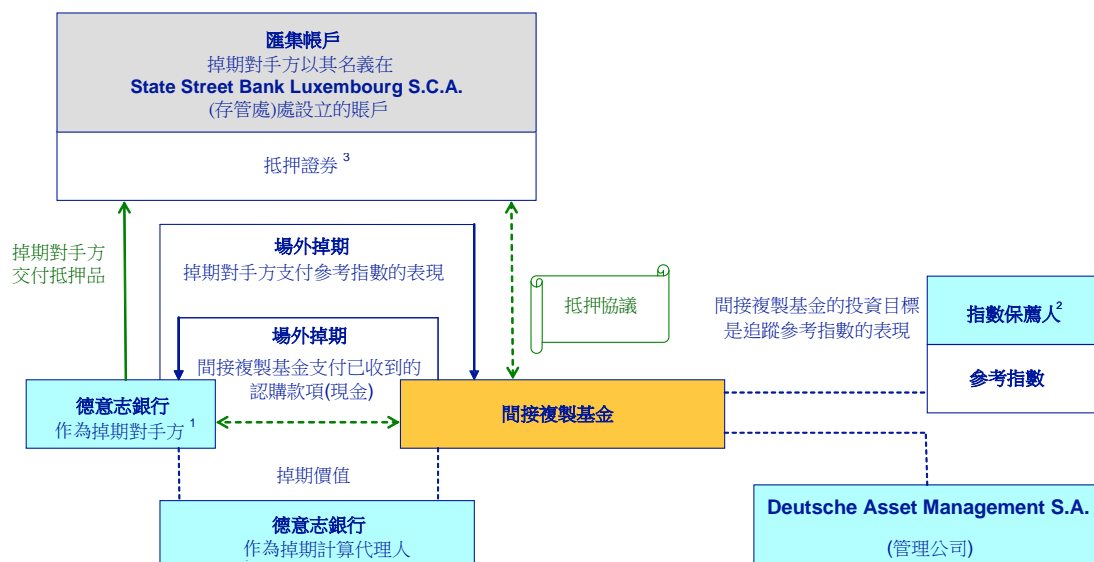 匯集帳戶
掉期對手方以其名義在
State Street Bank Luxembourg S.C.A.
(存管處)處設立的賬戶
抵押證券 3
掉期對手方
交付抵押品
場外掉期
掉期對手方支付參考指數的表現
場外掉期
間接複製基金支付已收到的
認購款項(現金)
抵押協議
間接複製基金的投資目標
是追蹤參考指數的表現
指數保薦人2
參考指數
德意志銀行
作為掉期對手方 1
間接複製基金
掉期價值
德意志銀行
作為掉期計算代理人
Deutsche Asset Management S.A.
(管理公司)